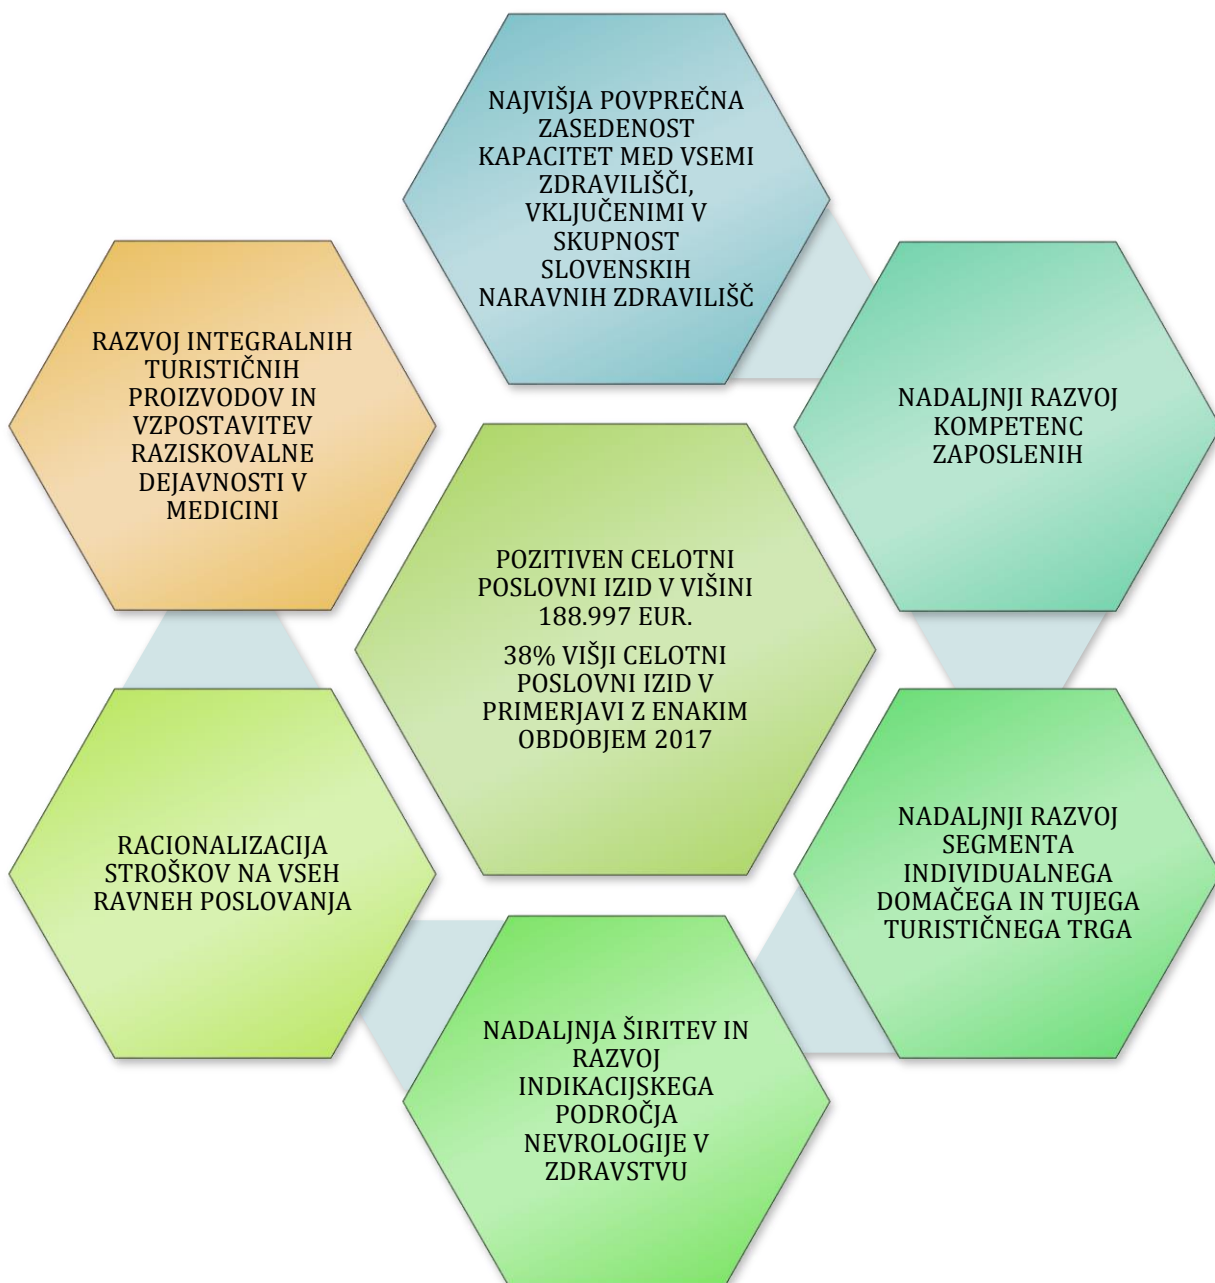 NAJVIŠJA POVPREČNA
ZASEDENOST
KAPACITET MED VSEMI
ZDRAVILIŠČI,
VKLJUČENIMI V
SKUPNOST
SLOVENSKIH
NARAVNIH ZDRAVILIŠČ
RAZVOJ INTEGRALNIH
TURISTIČNIH
PROIZVODOV IN
VZPOSTAVITEV
RAZISKOVALNE
DEJAVNOSTI V
MEDICINI
NADALJNJI RAZVOJ
KOMPETENC
ZAPOSLENIH
POZITIVEN CELOTNI
POSLOVNI IZID V VIŠINI
188.997 EUR.
38% VIŠJI CELOTNI
POSLOVNI IZID V
PRIMERJAVI Z ENAKIM
OBDOBJEM 2017
RACIONALIZACIJA
STROŠKOV NA VSEH
RAVNEH POSLOVANJA
NADALJNJI RAZVOJ
SEGMENTA
INDIVIDUALNEGA
DOMAČEGA IN TUJEGA
TURISTIČNEGA TRGA
NADALJNJA ŠIRITEV IN
RAZVOJ
INDIKACIJSKEGA
PODROČJA
NEVROLOGIJE V
ZDRAVSTVU